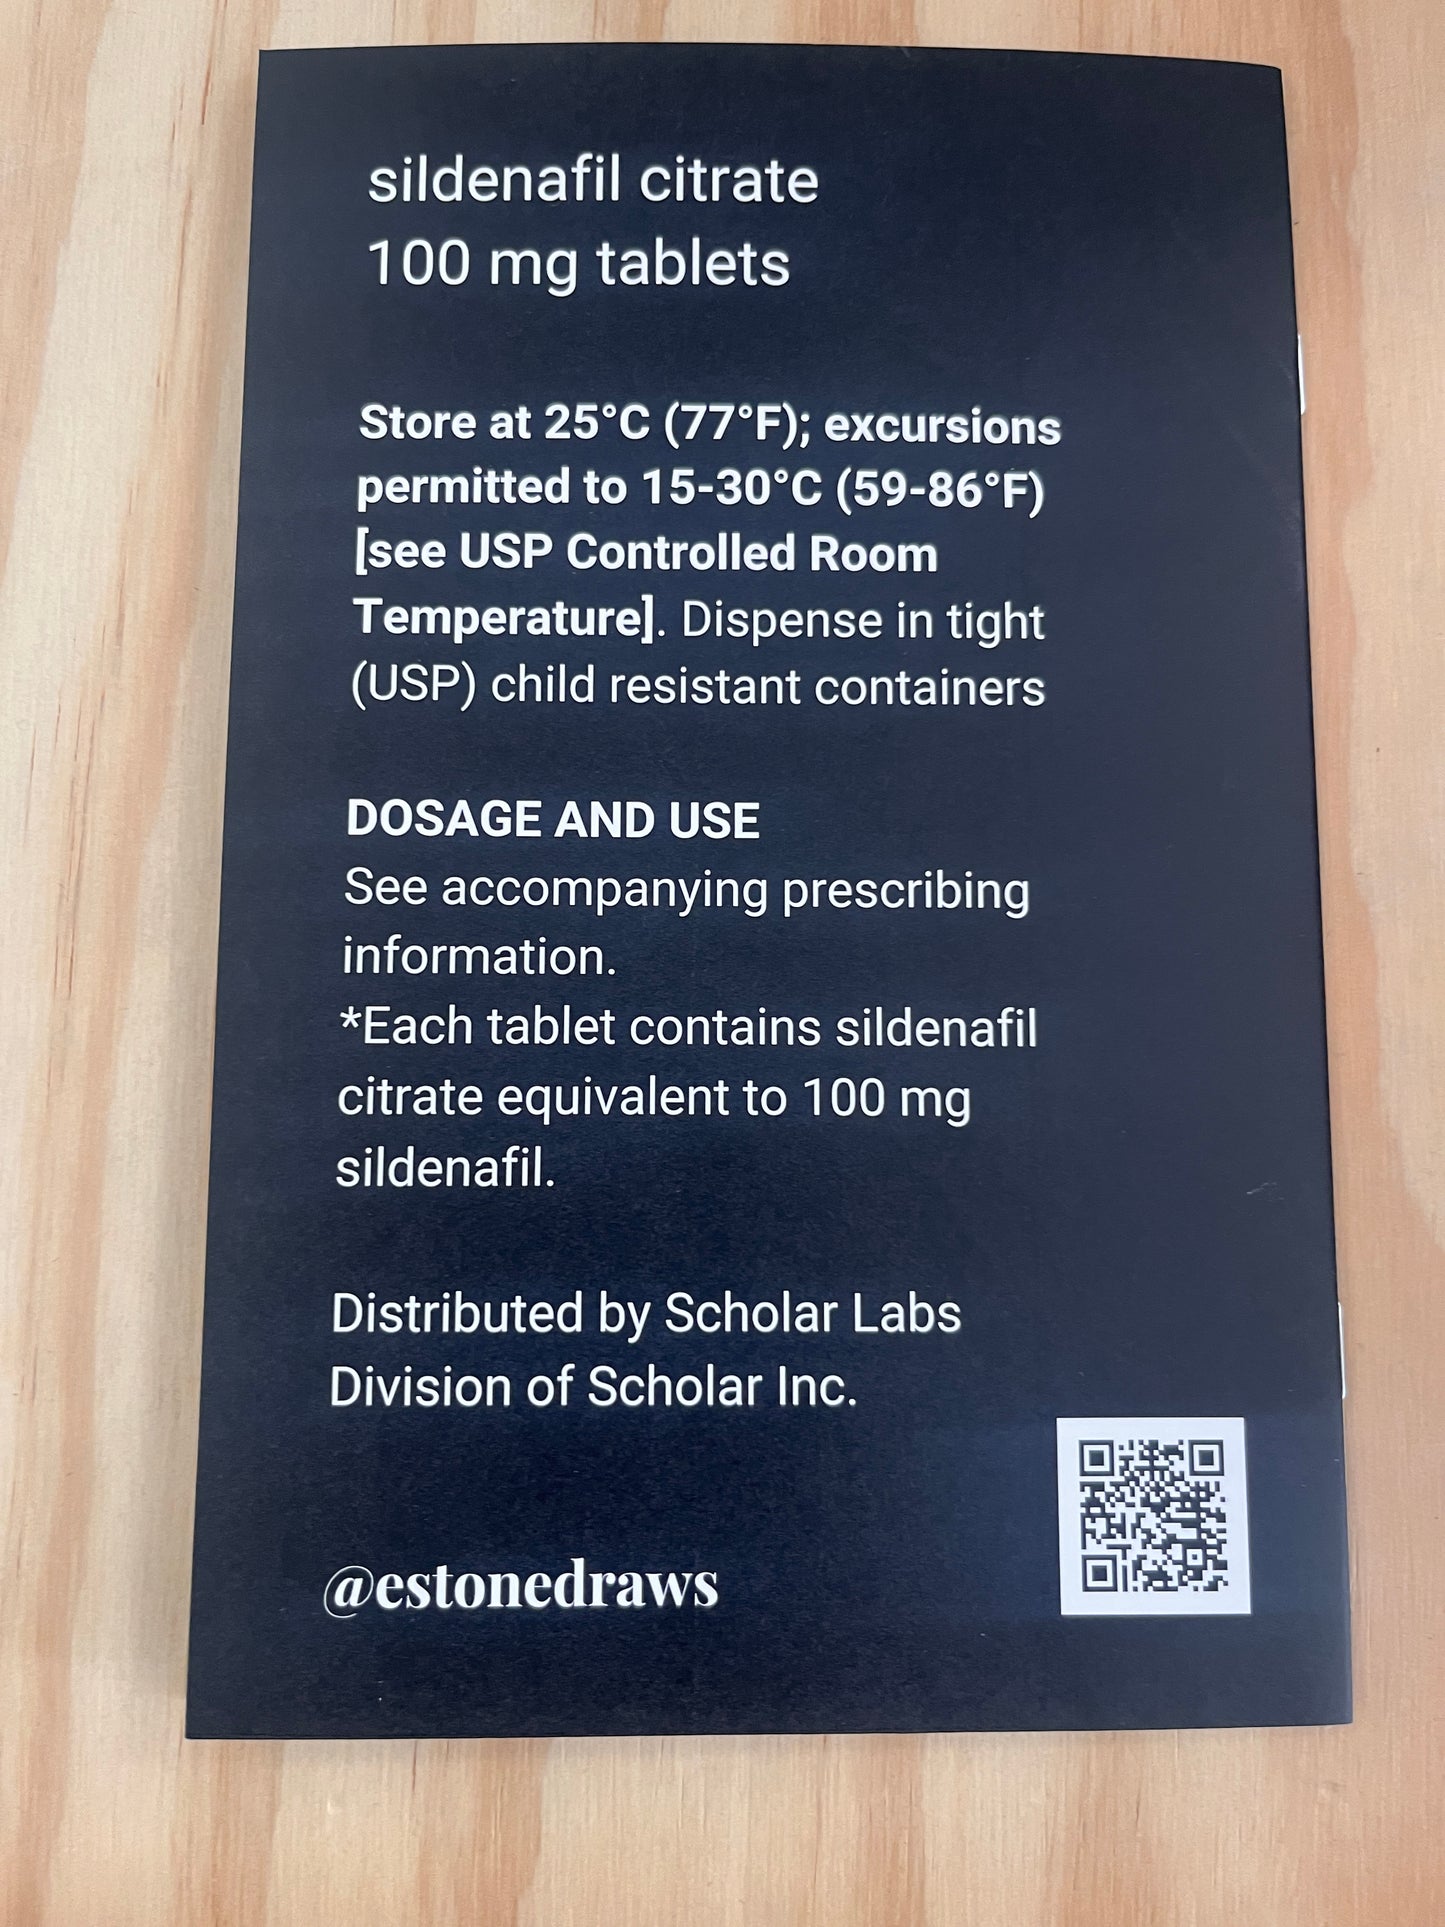 sildenafil citrate
100 mg tablets
Store at 25°C (77°F); excursions
permitted to 15-30°C (59-86°F)
[see USP Controlled Room
Temperature]. Dispense in tight
(USP) child resistant containers
DOSAGE AND USE
See accompanying prescribing
information.
*Each tablet contains sildenafil
citrate equivalent to 100 mg
sildenafil.
Distributed by Scholar Labs
Division of Scholar Inc.
@estonedraws